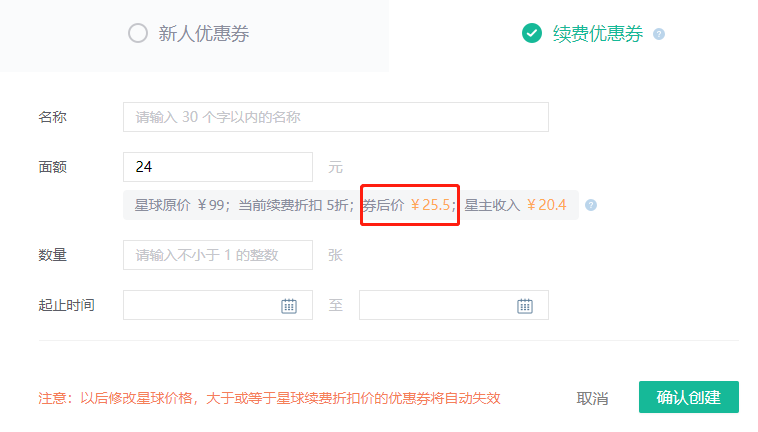 新人优惠券
续费优惠券 ?
名称 请输入 30 个字以内的名称
面额 24 元
星球原价 ￥99；当前续费折扣 5折；券后价 ￥25.5；星主收入 ￥20.4 ?
数量 请输入不小于 1 的整数 张
起止时间 至
注意：以后修改星球价格，大于或等于星球续费折扣价的优惠券将自动失效
取消
确认创建